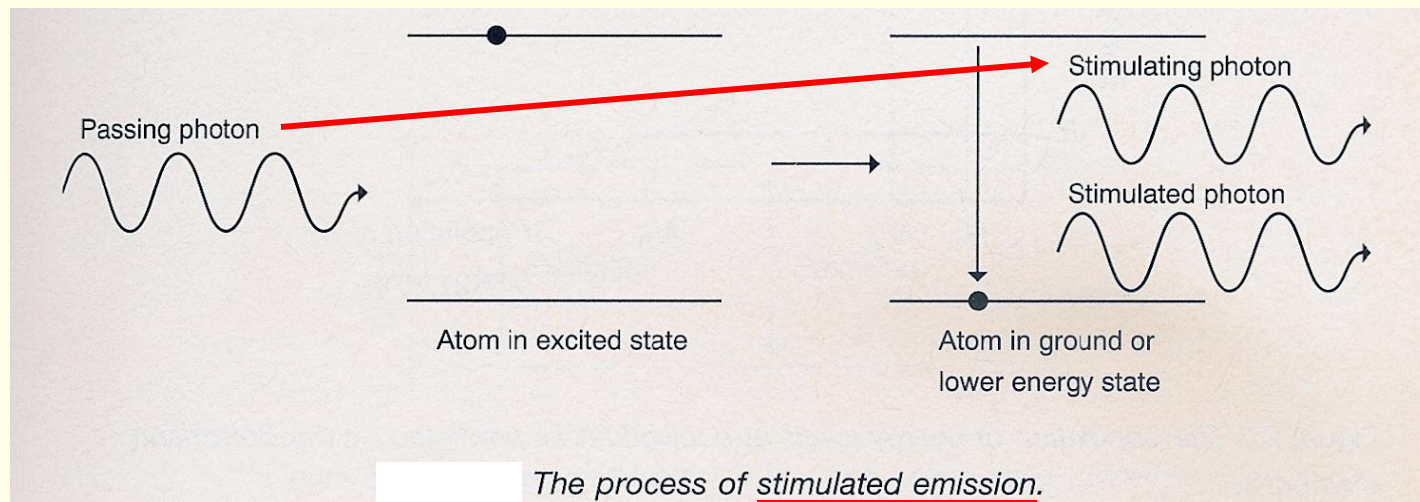 Passing photon
Stimulating photon
Stimulated photon
Atom in excited state
Atom in ground or
lower energy state
The process of stimulated emission.